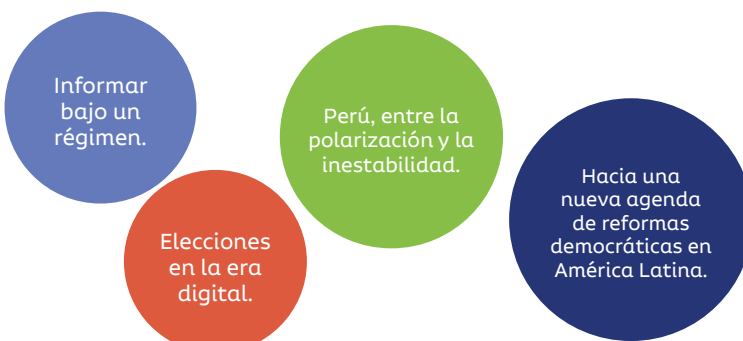 Informar
bajo un
régimen.
Elecciones
en la era
digital.
Perú, entre la
polarización y la
inestabilidad.
Hacia una
nueva agenda
de reformas
democráticas en
América Latina.